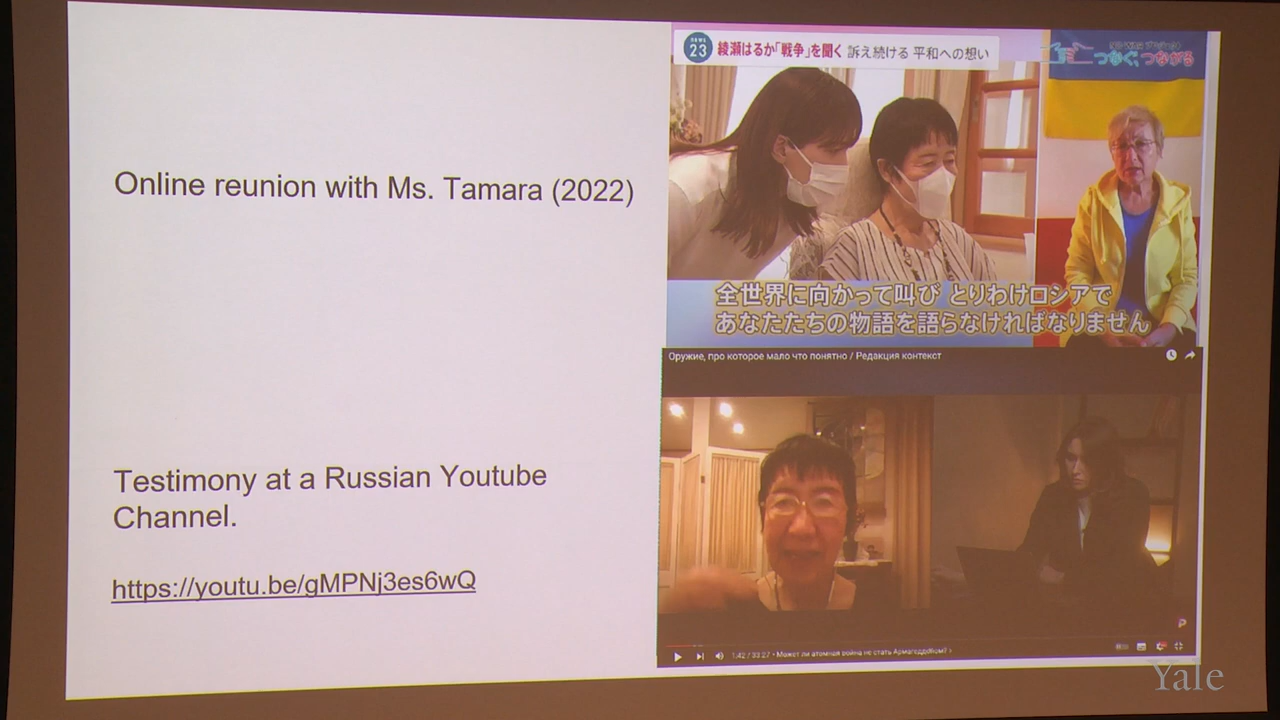 Online reunion with Ms. Tamara (2022)
Testimony at a Russian Youtube
Channel.
https://youtu.be/gMPNj3es6wQ
news
23
綾瀬はるか「戦争」を聞く 訴え続ける 平和への想い
つなぐ、つながる
全世界に向かって叫び とりわけロシアで
あなたたちの物語を語らなければなりません
Оружие, про которое мало что понятно / Редакция контекст
1:42 / 33:27 • Может ли атомная война не стать Армагеддоном?
Yale